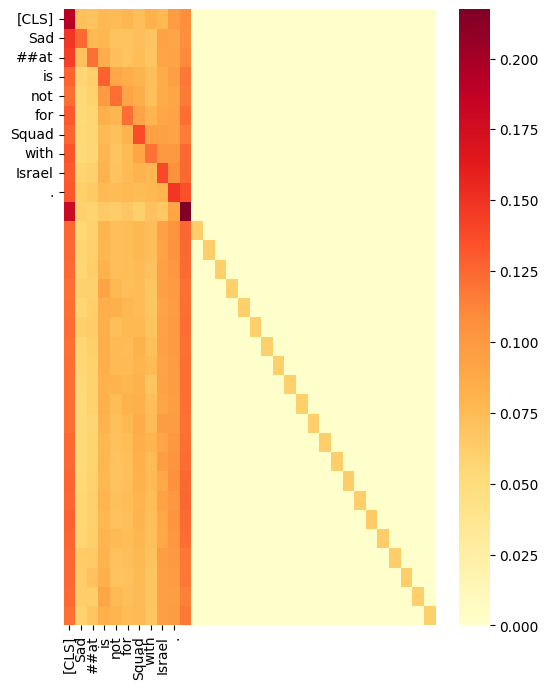 [CLS]
Sad
##at
is
not
for
Squad
with
Israel
.
[CLS]
Sad
##at
is
not
for
Squad
with
Israel
.
0.200
0.175
0.150
0.125
0.100
0.075
0.050
0.025
0.000